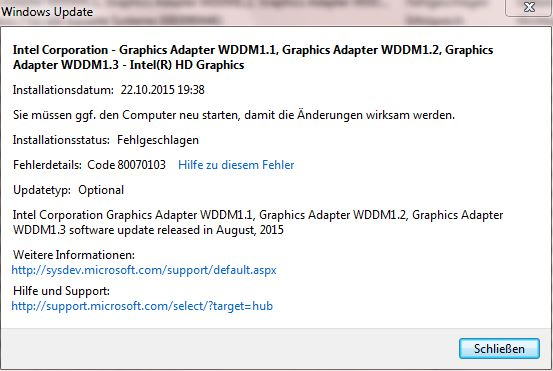 Windows Update
Intel Corporation - Graphics Adapter WDDM1.1, Graphics Adapter WDDM1.2, Graphics
Adapter WDDM1.3 - Intel(R) HD Graphics
Installationsdatum: 22.10.2015 19:38
Sie müssen ggf. den Computer neu starten, damit die Änderungen wirksam werden.
Installationsstatus: Fehlgeschlagen
Fehlerdetails: Code 80070103 Hilfe zu diesem Fehler
Updatetyp: Optional
Intel Corporation Graphics Adapter WDDM1.1, Graphics Adapter WDDM1.2, Graphics Adapter
WDDM1.3 software update released in August, 2015
Weitere Informationen:
http://sysdev.microsoft.com/support/default.aspx
Hilfe und Support:
http://support.microsoft.com/select/?target=hub
Schließen